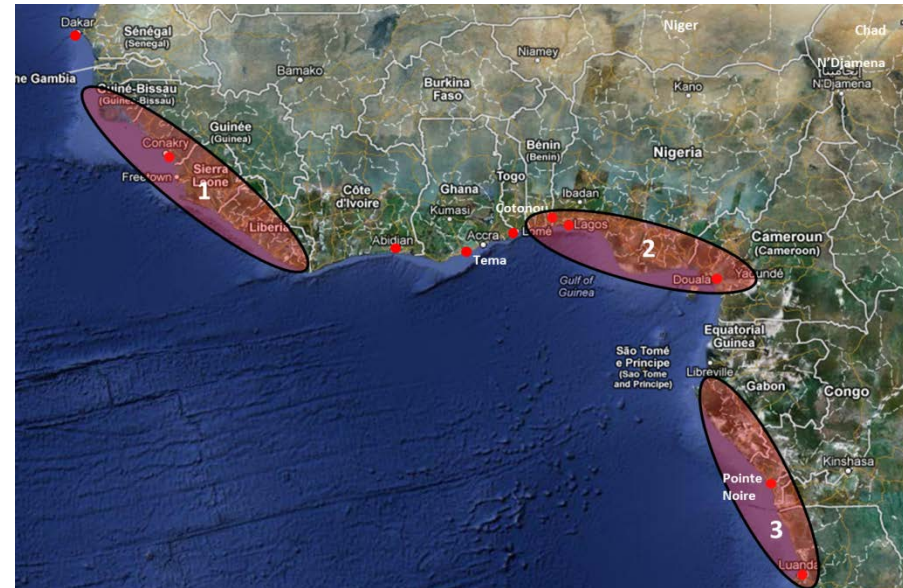 Dakar
Sénégal
(Senegal)
he Gambia
Guiné-Bissau
(Guinea-Bissau)
Bamako
Niger
Niamey
Burkina
Faso
Chad
N'Djamena
إنجامينا
N'Djamena
Kano
Guinée
(Guinea)
Conakry
Freetown
Sierra
Leone
1
Liberia
Côte
d'Ivoire
Abidjan
Ghana
Kumasi
Accra
Tema
Togo
Lomé
Bénin
(Benin)
Cotonou
Nigeria
Ibadan
Lagos
2
Gulf of
Guinea
Cameroun
(Cameroon)
Douala
Yaoundé
Equatorial
Guinea
São Tomé
e Principe
(Sao Tome
and Principe)
Libreville
Gabon
Congo
Kinshasa
Pointe
Noire
3
Luanda